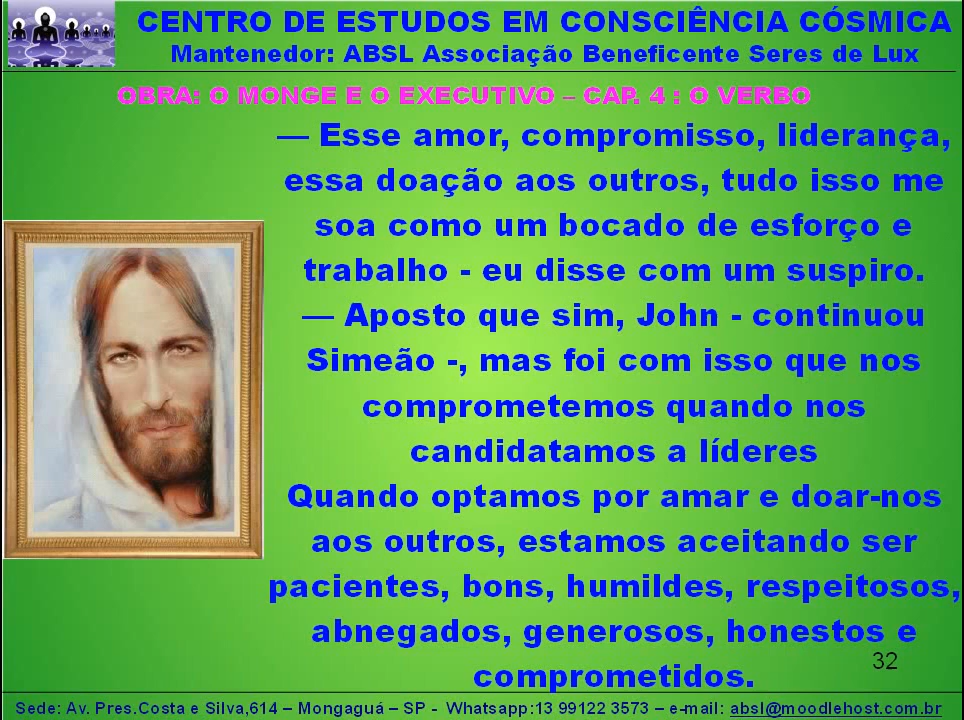 CENTRO DE ESTUDOS EM CONSCIÊNCIA CÓSMICA
Mantenedor: ABSL Associação Beneficente Seres de Lux
OBRA: O MONGE E O EXECUTIVO – CAP. 4 : O VERBO
— Esse amor, compromisso, liderança,
essa doação aos outros, tudo isso me
soa como um bocado de esforço e
trabalho - eu disse com um suspiro.
— Aposto que sim, John - continuou
Simeão -, mas foi com isso que nos
comprometemos quando nos
candidatamos a líderes
Quando optamos por amar e doar-nos
aos outros, estamos aceitando ser
pacientes, bons, humildes, respeitosos,
abnegados, generosos, honestos e
comprometidos.
32
Sede: Av. Pres.Costa e Silva,614 – Mongaguá – SP - Whatsapp:13 99122 3573 – e-mail: absl@moodlehost.com.br